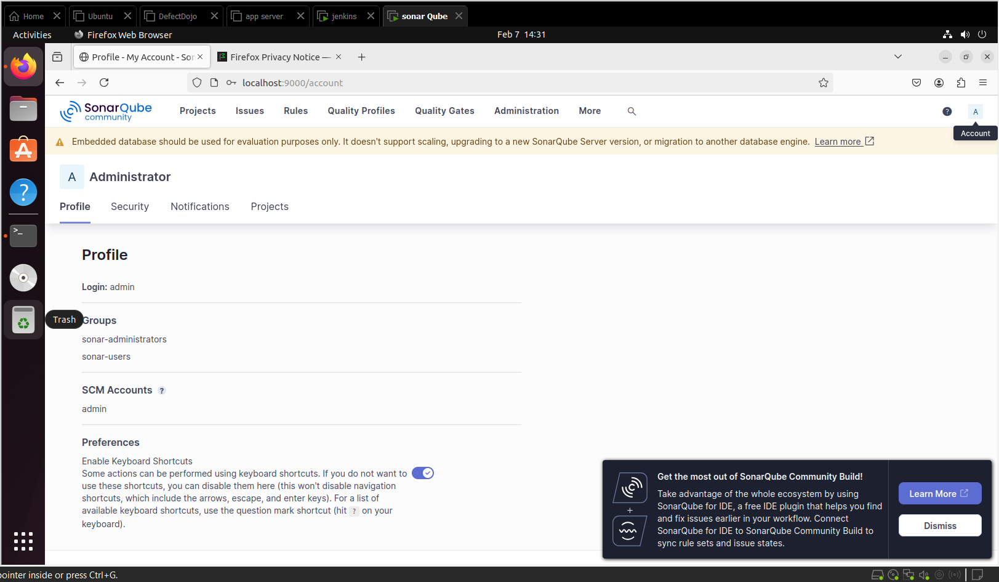 Home
Ubuntu
DefectDojo
app server
jenkins
sonar Qube
Activities
Firefox Web Browser
Feb 7 14:31
Profile - My Account - Son
Firefox Privacy Notice —
localhost:9000/account
SonarQube
community
Projects
Issues
Rules
Quality Profiles
Quality Gates
Administration
More
?
A
Account
Embedded database should be used for evaluation purposes only. It doesn't support scaling, upgrading to a new SonarQube Server version, or migration to another database engine. Learn more
A
Administrator
Profile
Security
Notifications
Projects
Profile
Login: admin
Trash
Groups
sonar-administrators
sonar-users
SCM Accounts ?
admin
Preferences
Enable Keyboard Shortcuts
Some actions can be performed using keyboard shortcuts. If you do not want to
use these shortcuts, you can disable them here (this won't disable navigation
shortcuts, which include the arrows, escape, and enter keys). For a list of
available keyboard shortcuts, use the question mark shortcut (hit ? on your
keyboard).
Get the most out of SonarQube Community Build!
Take advantage of the whole ecosystem by using
SonarQube for IDE, a free IDE plugin that helps you find
and fix issues earlier in your workflow. Connect
SonarQube for IDE to SonarQube Community Build to
sync rule sets and issue states.
Learn More
Dismiss
pointer inside or press Ctrl+G.